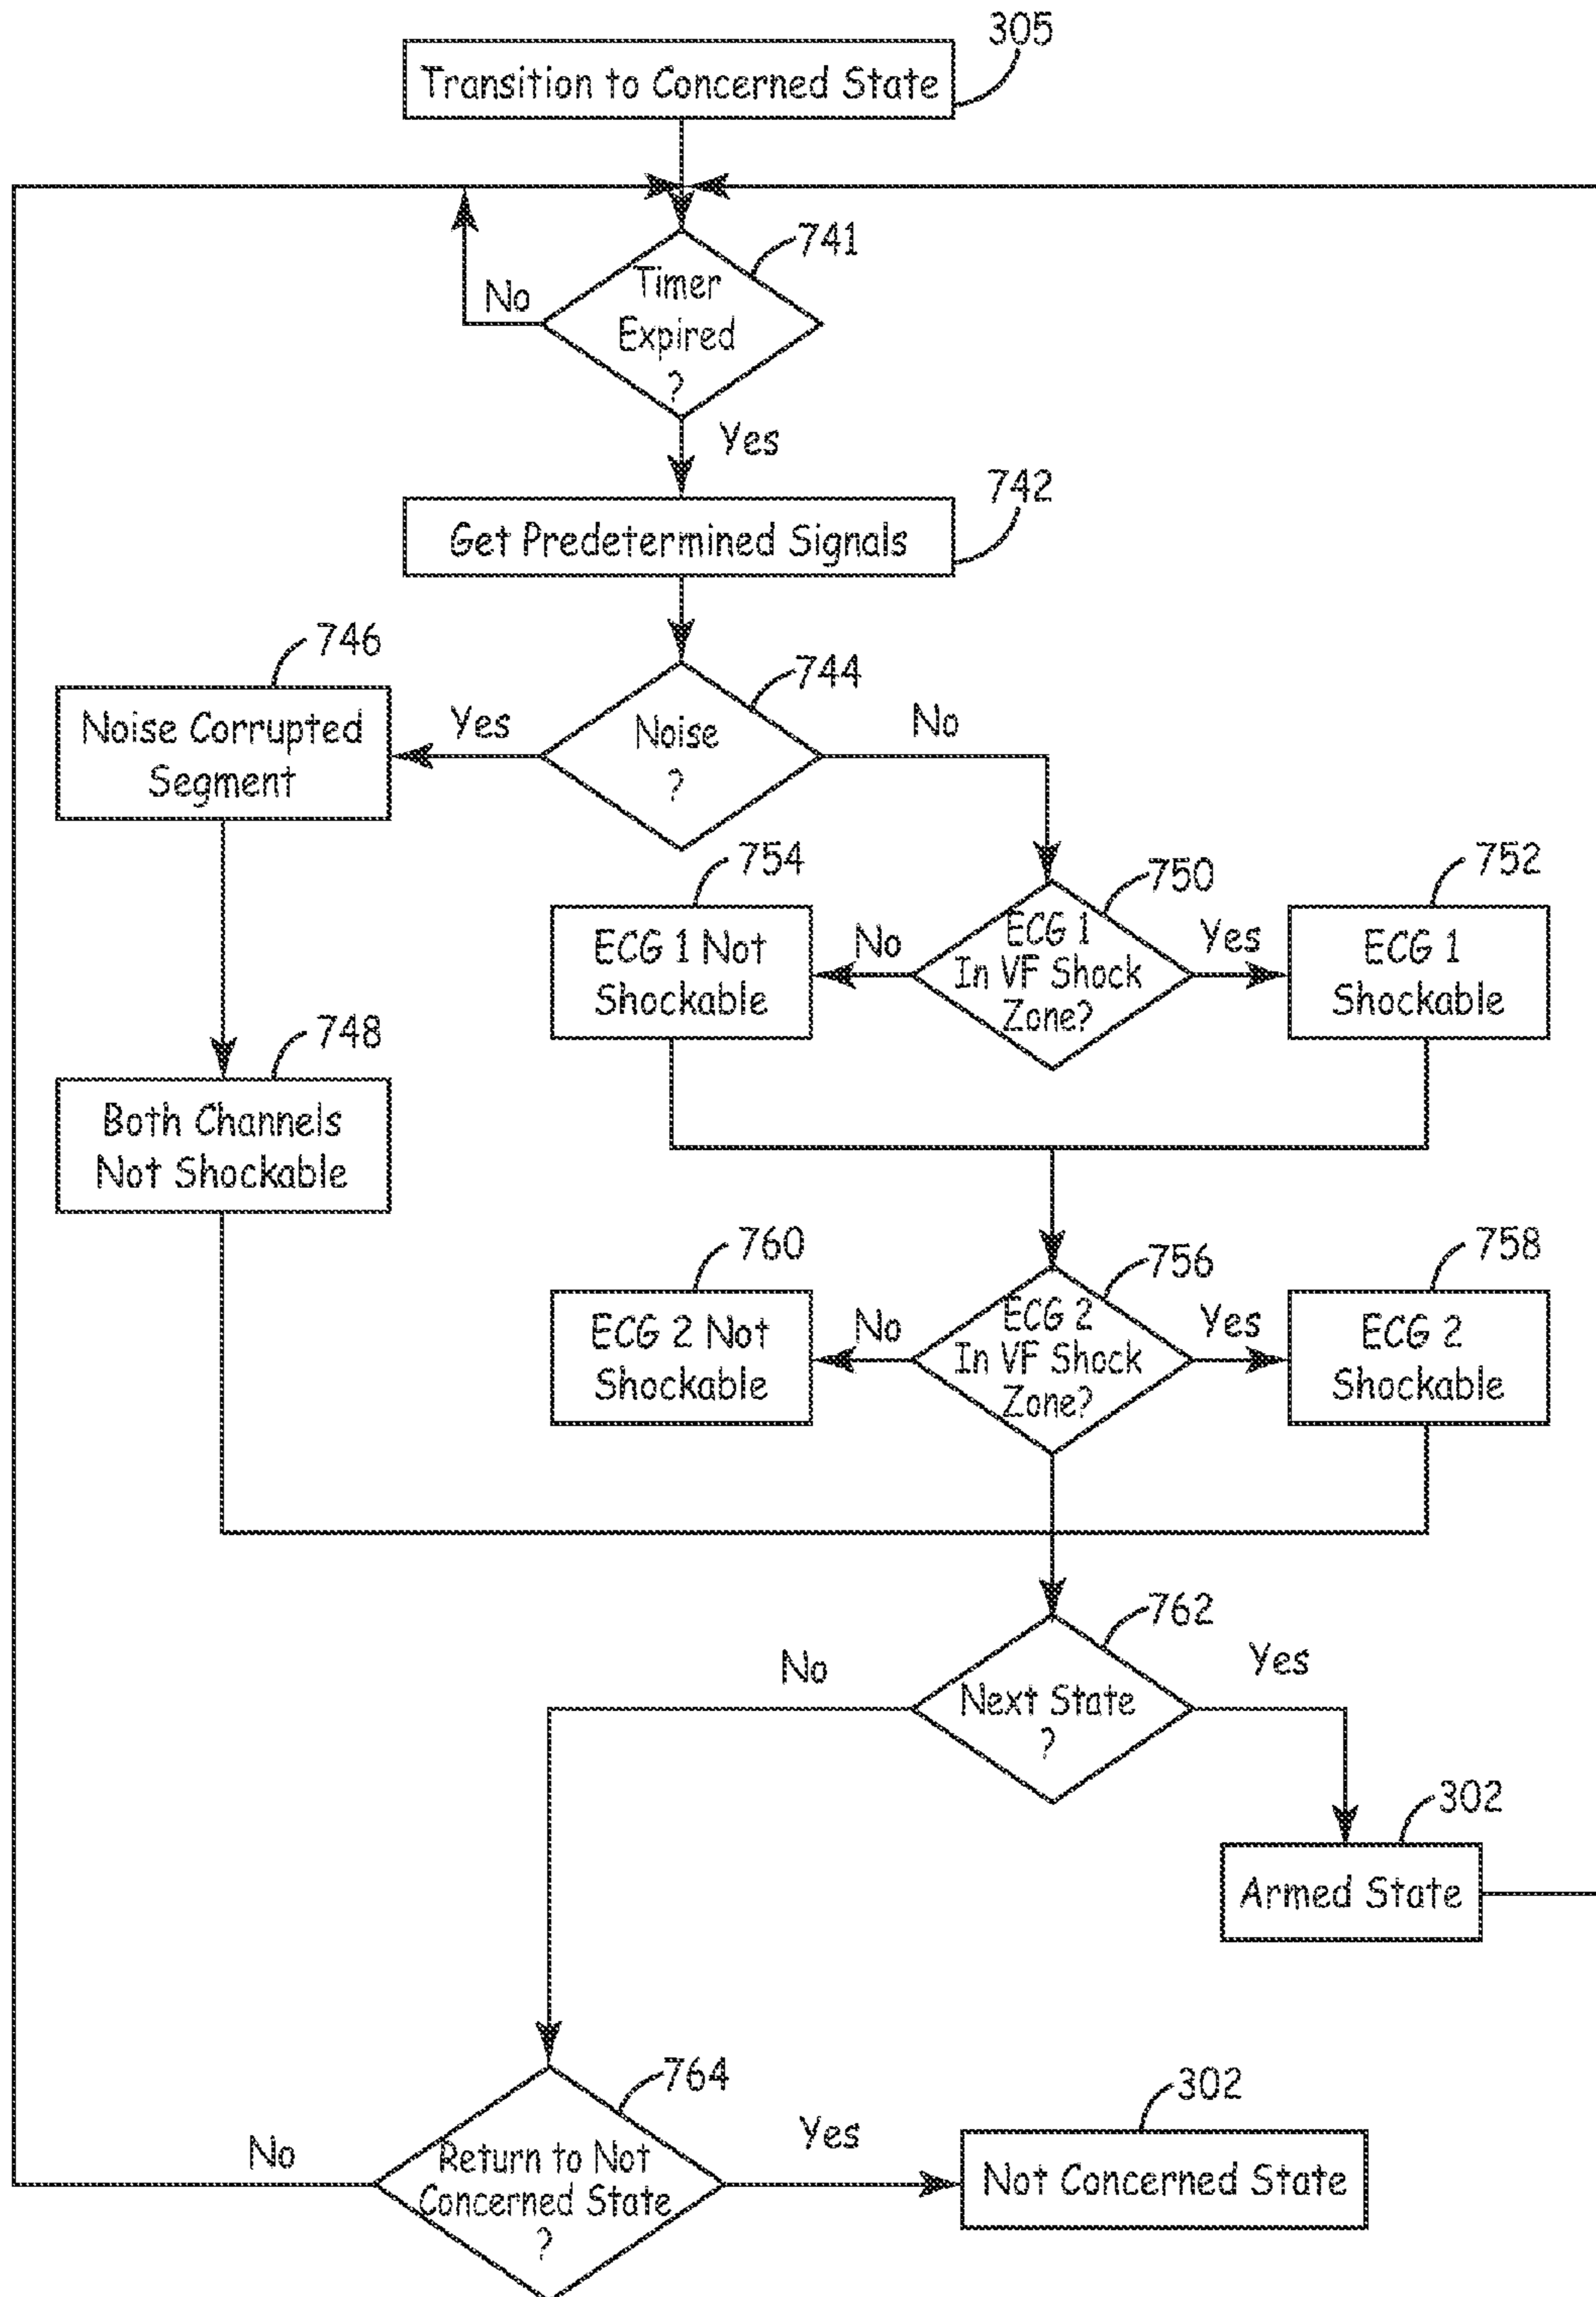 305
Transition to Concerned State
741
Timer
Expired
?
No
Yes
742
Get Predetermined Signals
746
744
Noise Corrupted
Segment
Yes
Noise
?
No
754
750
752
ECG 1 Not
Shockable
No
ECG 1
In VF Shock
Zone?
Yes
ECG 1
Shockable
748
Both Channels
Not Shockable
760
756
758
ECG 2 Not
Shockable
No
ECG 2
In VF Shock
Zone?
Yes
ECG 2
Shockable
762
No
Next State
?
Yes
302
Armed State
764
302
No
Return to Not
Concerned State
?
Yes
Not Concerned State